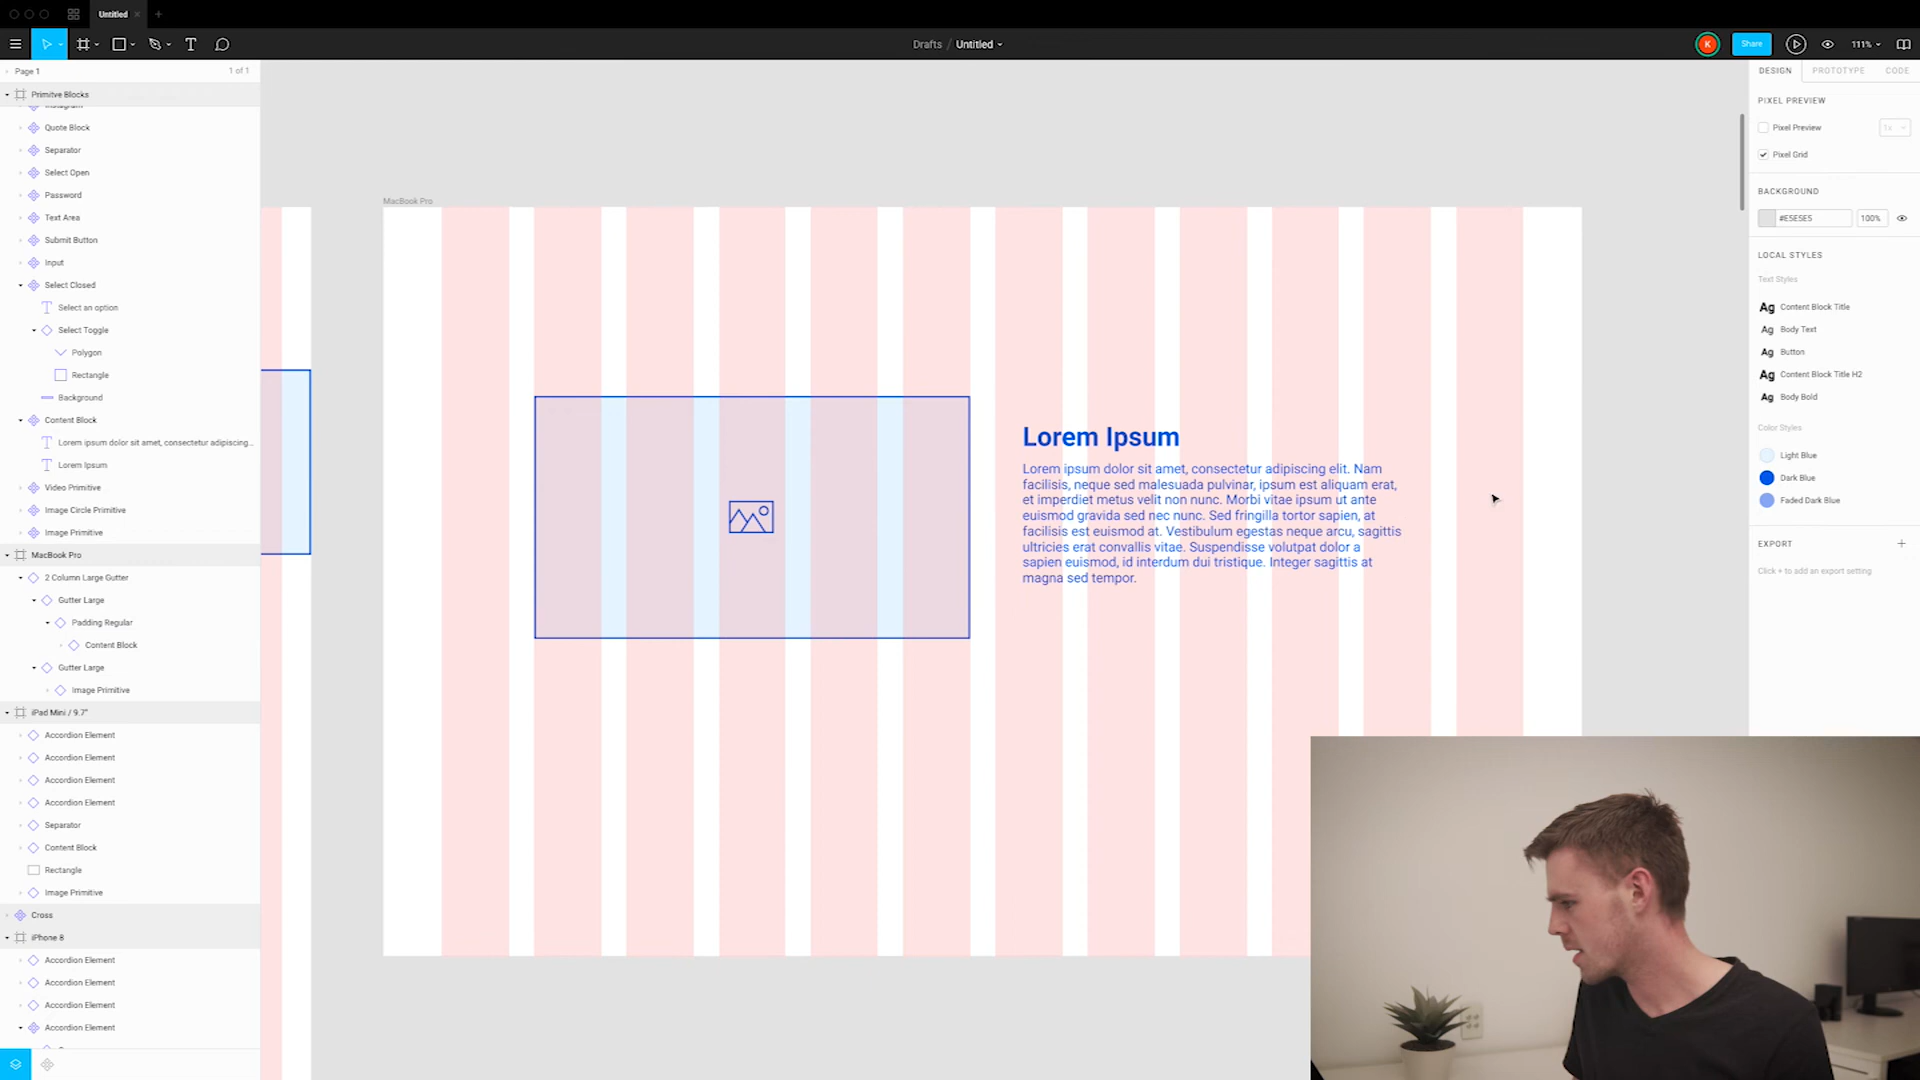 Untitled
Drafts / Untitled
K
Share
111%
Page 1
1 of 1
Primitve Blocks
Instagram
Quote Block
Separator
Select Open
Password
Text Area
Submit Button
Input
Select Closed
Select an option
Select Toggle
Polygon
Rectangle
Background
Content Block
Lorem ipsum dolor sit amet, consectetur adipiscing...
Lorem Ipsum
Video Primitive
Image Circle Primitive
Image Primitive
MacBook Pro
2 Column Large Gutter
Gutter Large
Padding Regular
Content Block
Gutter Large
Image Primitive
iPad Mini / 9.7"
Accordion Element
Accordion Element
Accordion Element
Accordion Element
Separator
Content Block
Rectangle
Image Primitive
Cross
iPhone 8
Accordion Element
Accordion Element
Accordion Element
Accordion Element
MacBook Pro
Lorem Ipsum
Lorem ipsum dolor sit amet, consectetur adipiscing elit. Nam
facilisis, neque sed malesuada pulvinar, ipsum est aliquam erat,
et imperdiet metus velit non nunc. Morbi vitae ipsum ut ante
euismod gravida sed nec nunc. Sed fringilla tortor sapien, at
facilisis est euismod at. Vestibulum egestas neque arcu, sagittis
ultricies erat convallis vitae. Suspendisse volutpat dolor a
sapien euismod, id interdum dui tristique. Integer sagittis at
magna sed tempor.
DESIGN
PROTOTYPE
CODE
PIXEL PREVIEW
Pixel Preview
1x
Pixel Grid
BACKGROUND
#E5E5E5
100%
LOCAL STYLES
Text Styles
Ag Content Block Title
Ag Body Text
Ag Button
Ag Content Block Title H2
Ag Body Bold
Color Styles
Light Blue
Dark Blue
Faded Dark Blue
EXPORT
Click + to add an export setting